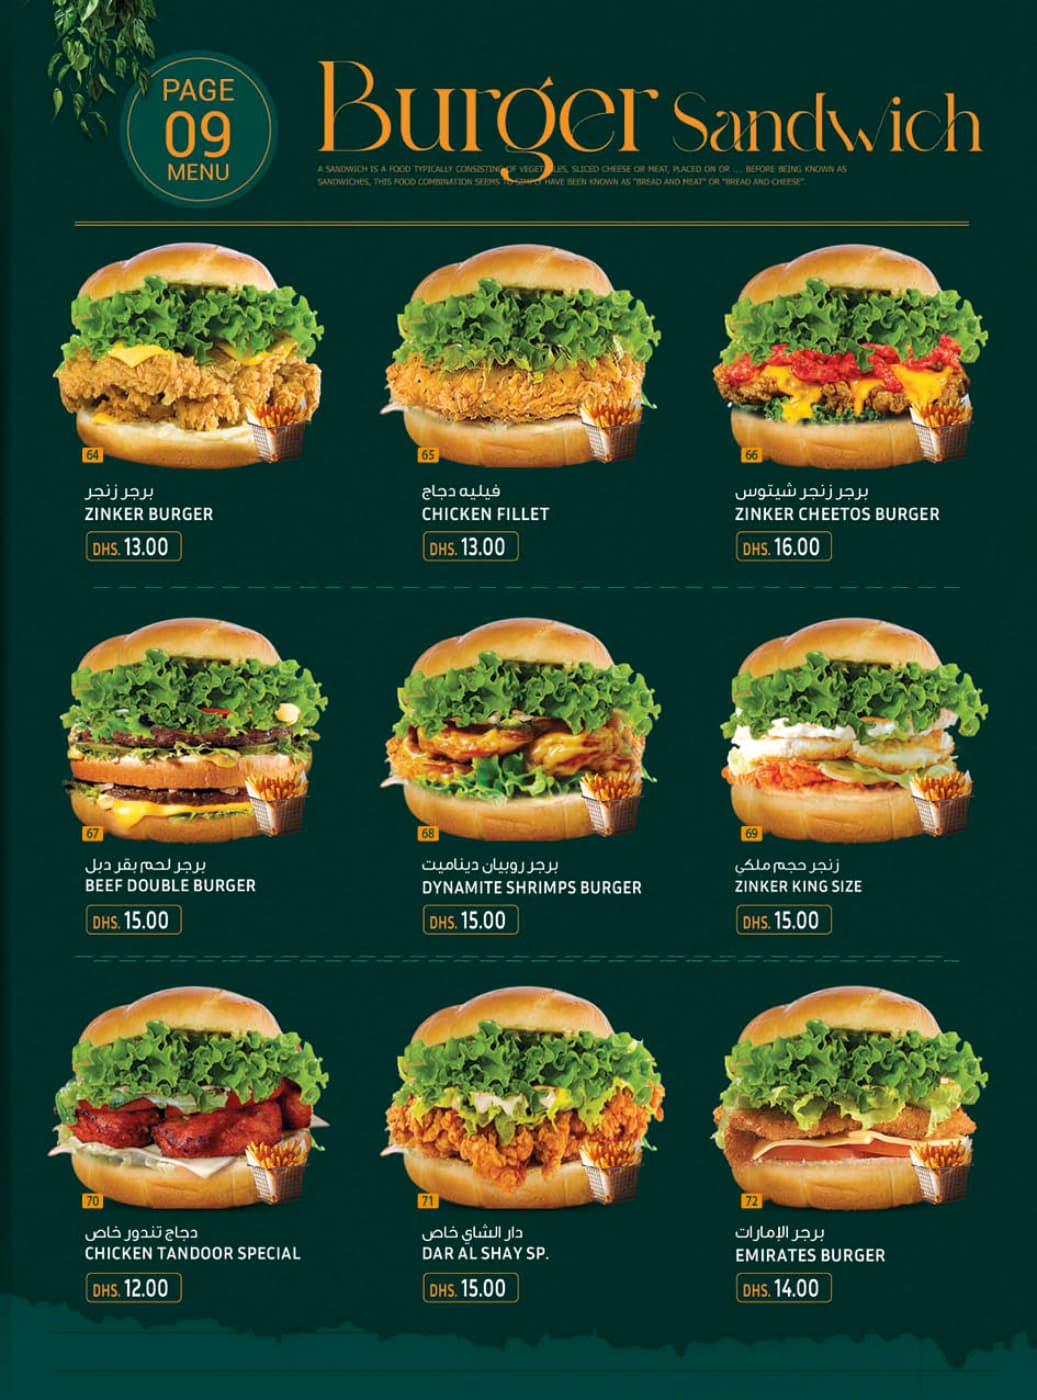 PAGE
09
MENU
Burger Sandwich
A SANDWICH IS A FOOD TYPICALLY CONSISTING OF VEGETABLES, SLICED CHEESE OR MEAT, PLACED ON OR .... BEFORE BEING KNOWN AS
SANDWICHES, THIS FOOD COMBINATION SEEMS TO SIMPLY HAVE BEEN KNOWN AS "BREAD AND MEAT" OR "BREAD AND CHEESE".
64
برجر زنجر
ZINKER BURGER
DHS. 13.00
65
فيليه دجاج
CHICKEN FILLET
DHS. 13.00
66
برجر زنجر شيتوس
ZINKER CHEETOS BURGER
DHS. 16.00
67
برجر لحم بقر دبل
BEEF DOUBLE BURGER
DHS. 15.00
68
برجر روبيان ديناميت
DYNAMITE SHRIMPS BURGER
DHS. 15.00
69
زنجر حجم ملكي
ZINKER KING SIZE
DHS. 15.00
70
دجاج تندور خاص
CHICKEN TANDOOR SPECIAL
DHS. 12.00
71
دار الشاي خاص
DAR AL SHAY SP.
DHS. 15.00
72
برجر الإمارات
EMIRATES BURGER
DHS. 14.00